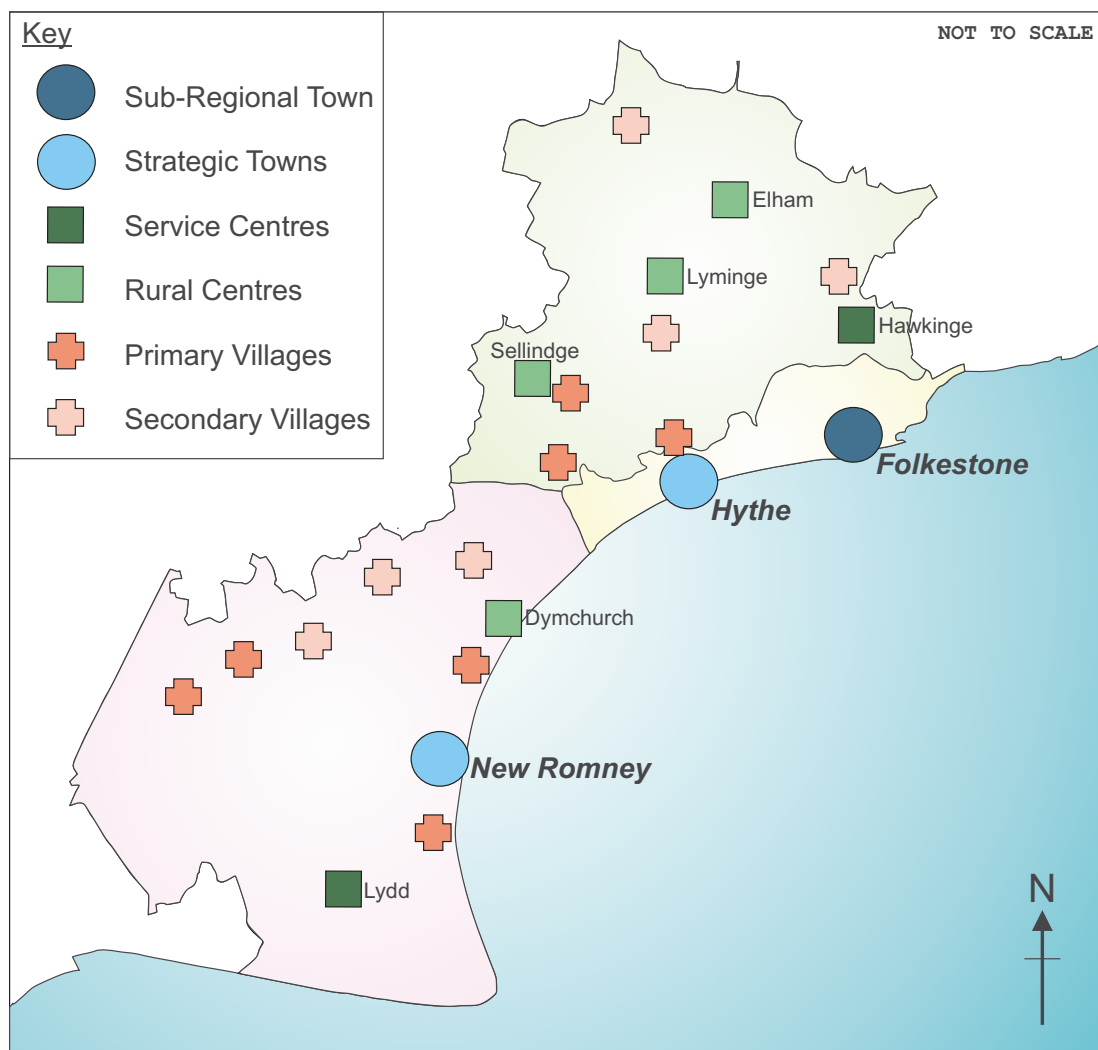 Key
NOT TO SCALE
Sub-Regional Town
Strategic Towns
Service Centres
Rural Centres
Primary Villages
Secondary Villages
Elham
Lyminge
Hawkinge
Sellindge
Folkestone
Hythe
Dymchurch
New Romney
Lydd
N